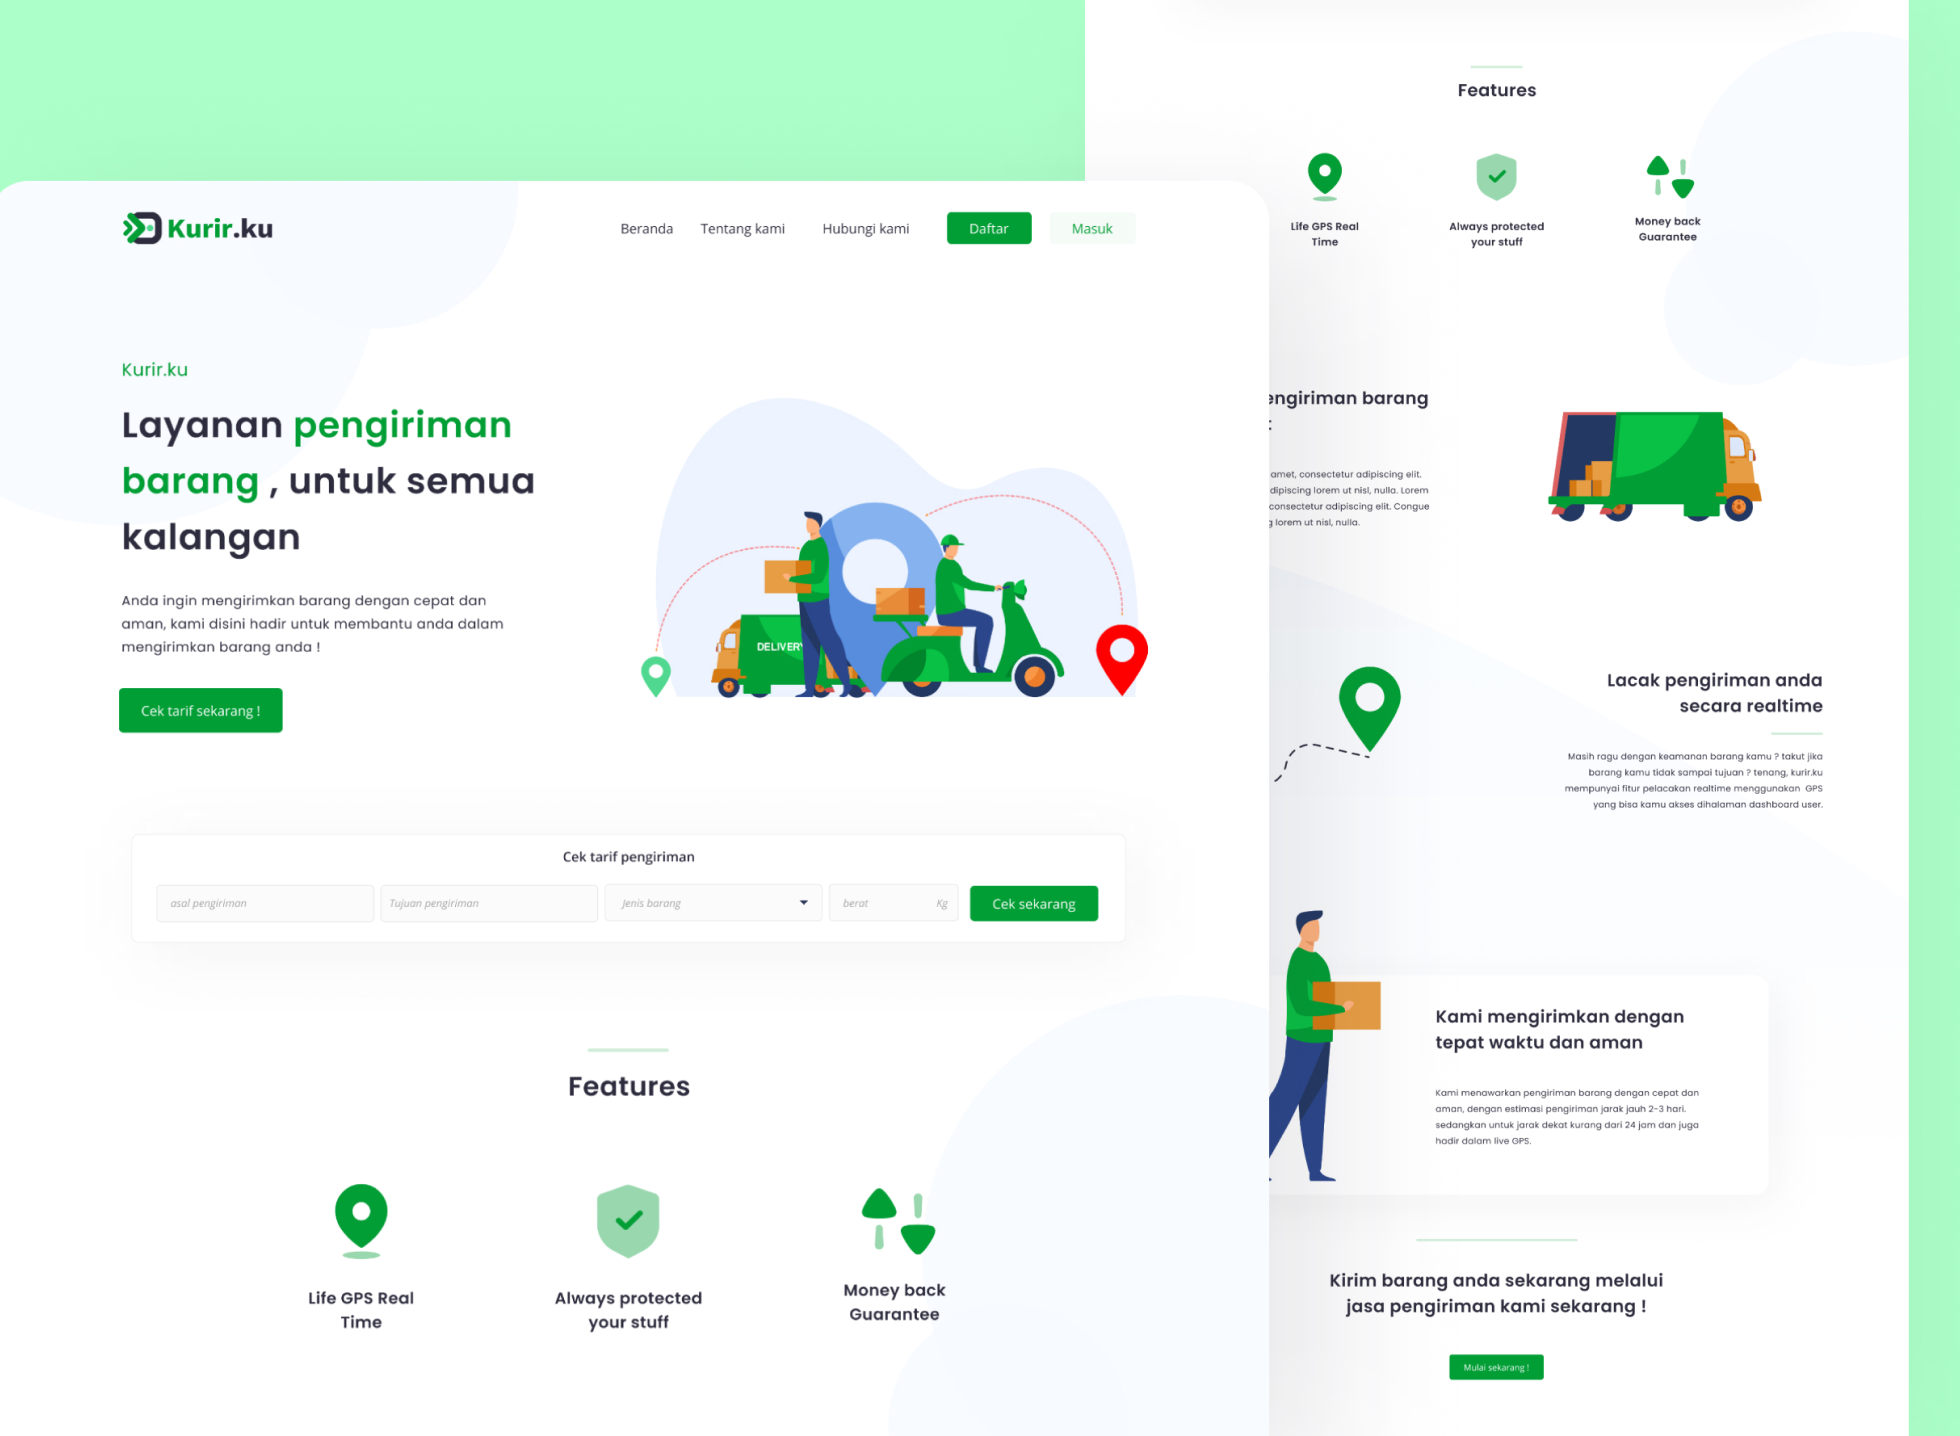 Kurir.ku
Beranda
Tentang kami
Hubungi kami
Daftar
Masuk
Kurir.ku
Layanan pengiriman
barang , untuk semua
kalangan
Anda ingin mengirimkan barang dengan cepat dan
aman, kami disini hadir untuk membantu anda dalam
mengirimkan barang anda !
Cek tarif sekarang !
DELIVERY
Cek tarif pengiriman
asal pengiriman
Tujuan pengiriman
Jenis barang
berat
Kg
Cek sekarang
Features
Life GPS Real
Time
Always protected
your stuff
Money back
Guarantee
Features
Life GPS Real
Time
Always protected
your stuff
Money back
Guarantee
engiriman barang
amet, consectetur adipiscing elit.
dipiscing lorem ut nisl, nulla. Lorem
consectetur adipiscing elit. Congue
g lorem ut nisl, nulla.
Lacak pengiriman anda
secara realtime
Masih ragu dengan keamanan barang kamu ? takut jika
barang kamu tidak sampai tujuan ? tenang, kurir.ku
mempunyai fitur pelacakan realtime menggunakan GPS
yang bisa kamu akses dihalaman dashboard user.
Kami mengirimkan dengan
tepat waktu dan aman
Kami menawarkan pengiriman barang dengan cepat dan
aman, dengan estimasi pengiriman jarak jauh 2-3 hari.
sedangkan untuk jarak dekat kurang dari 24 jam dan juga
hadir dalam live GPS.
Kirim barang anda sekarang melalui
jasa pengiriman kami sekarang !
Mulai sekarang !